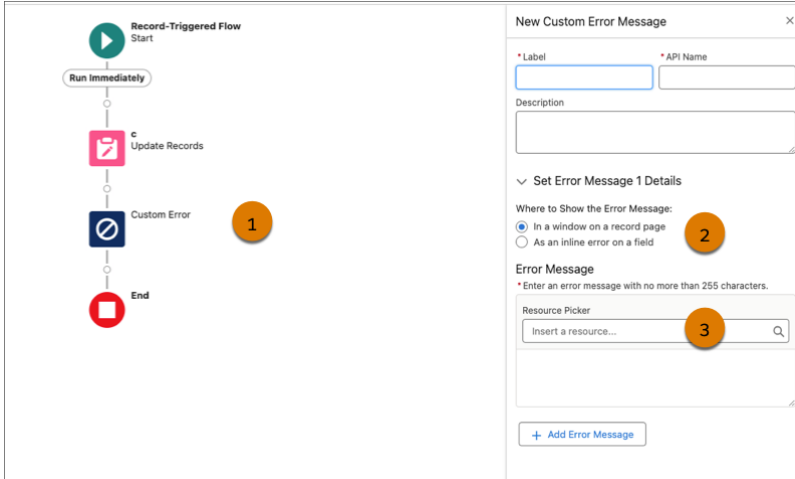 Record-Triggered Flow
Start
Run Immediately
c
Update Records
Custom Error
1
End
New Custom Error Message
* Label
* API Name
Description
Set Error Message 1 Details
Where to Show the Error Message:
In a window on a record page
2
As an inline error on a field
Error Message
* Enter an error message with no more than 255 characters.
Resource Picker
Insert a resource...
3
+ Add Error Message